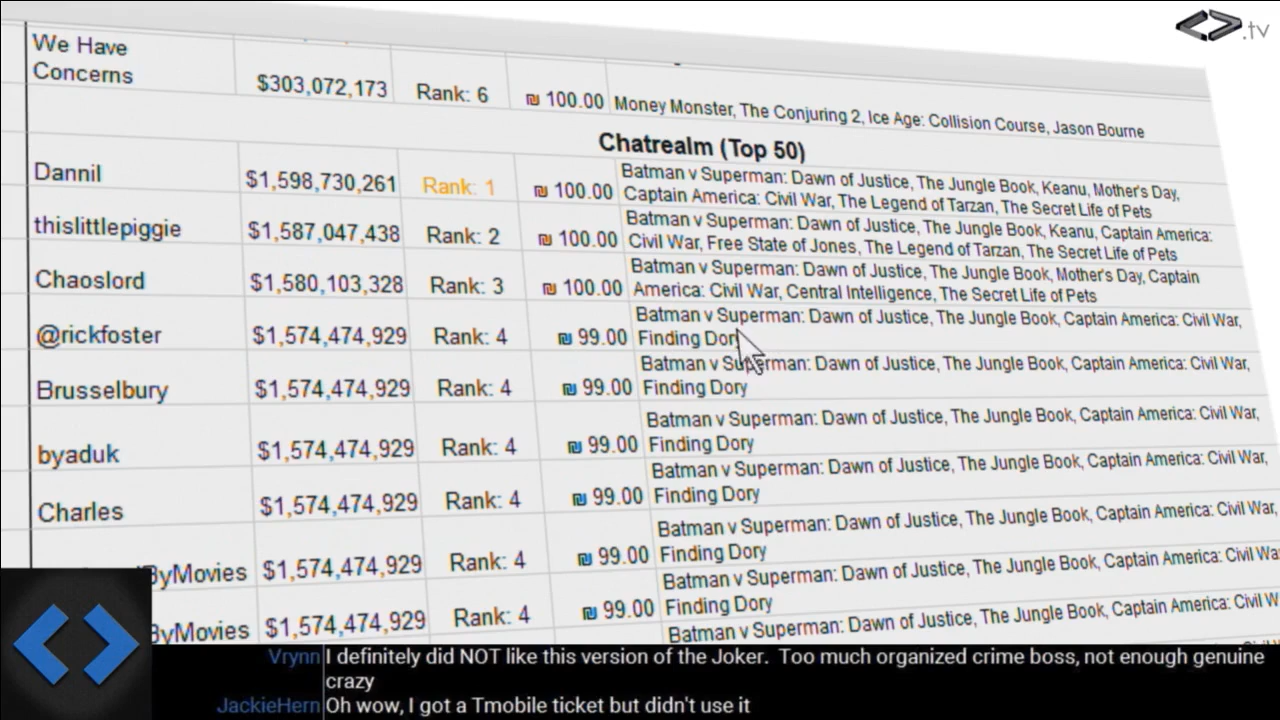 .tv
We Have
Concerns
$303,072,173 Rank: 6 ₪ 100.00 Money Monster, The Conjuring 2, Ice Age: Collision Course, Jason Bourne
Chatrealm (Top 50)
Dannil $1,598,730,261 Rank: 1 ₪ 100.00 Batman v Superman: Dawn of Justice, The Jungle Book, Keanu, Mother's Day,
Captain America: Civil War, The Legend of Tarzan, The Secret Life of Pets
thislittlepiggie $1,587,047,438 Rank: 2 ₪ 100.00 Batman v Superman: Dawn of Justice, The Jungle Book, Keanu, Captain America:
Civil War, Free State of Jones, The Legend of Tarzan, The Secret Life of Pets
Chaoslord $1,580,103,328 Rank: 3 ₪ 100.00 Batman v Superman: Dawn of Justice, The Jungle Book, Mother's Day, Captain
America: Civil War, Central Intelligence, The Secret Life of Pets
@rickfoster $1,574,474,929 Rank: 4 ₪ 99.00 Batman v Superman: Dawn of Justice, The Jungle Book, Captain America: Civil War,
Finding Dory
Brusselbury $1,574,474,929 Rank: 4 ₪ 99.00 Batman v Superman: Dawn of Justice, The Jungle Book, Captain America: Civil War,
Finding Dory
byaduk $1,574,474,929 Rank: 4 ₪ 99.00 Batman v Superman: Dawn of Justice, The Jungle Book, Captain America: Civil War,
Finding Dory
Charles $1,574,474,929 Rank: 4 ₪ 99.00 Batman v Superman: Dawn of Justice, The Jungle Book, Captain America: Civil War,
Finding Dory
ByMovies $1,574,474,929 Rank: 4 ₪ 99.00 Batman v Superman: Dawn of Justice, The Jungle Book, Captain America: Civil War,
Finding Dory
ByMovies $1,574,474,929 Rank: 4 ₪ 99.00 Batman v Superman: Dawn of Justice, The Jungle Book, Captain America: Civil Wa
Finding Dory
Batman v Superman: Dawn of Justice, The Jungle Book, Captain America: Civil W
Vrynn I definitely did NOT like this version of the Joker. Too much organized crime boss, not enough genuine
crazy
JackieHern Oh wow, I got a Tmobile ticket but didn't use it